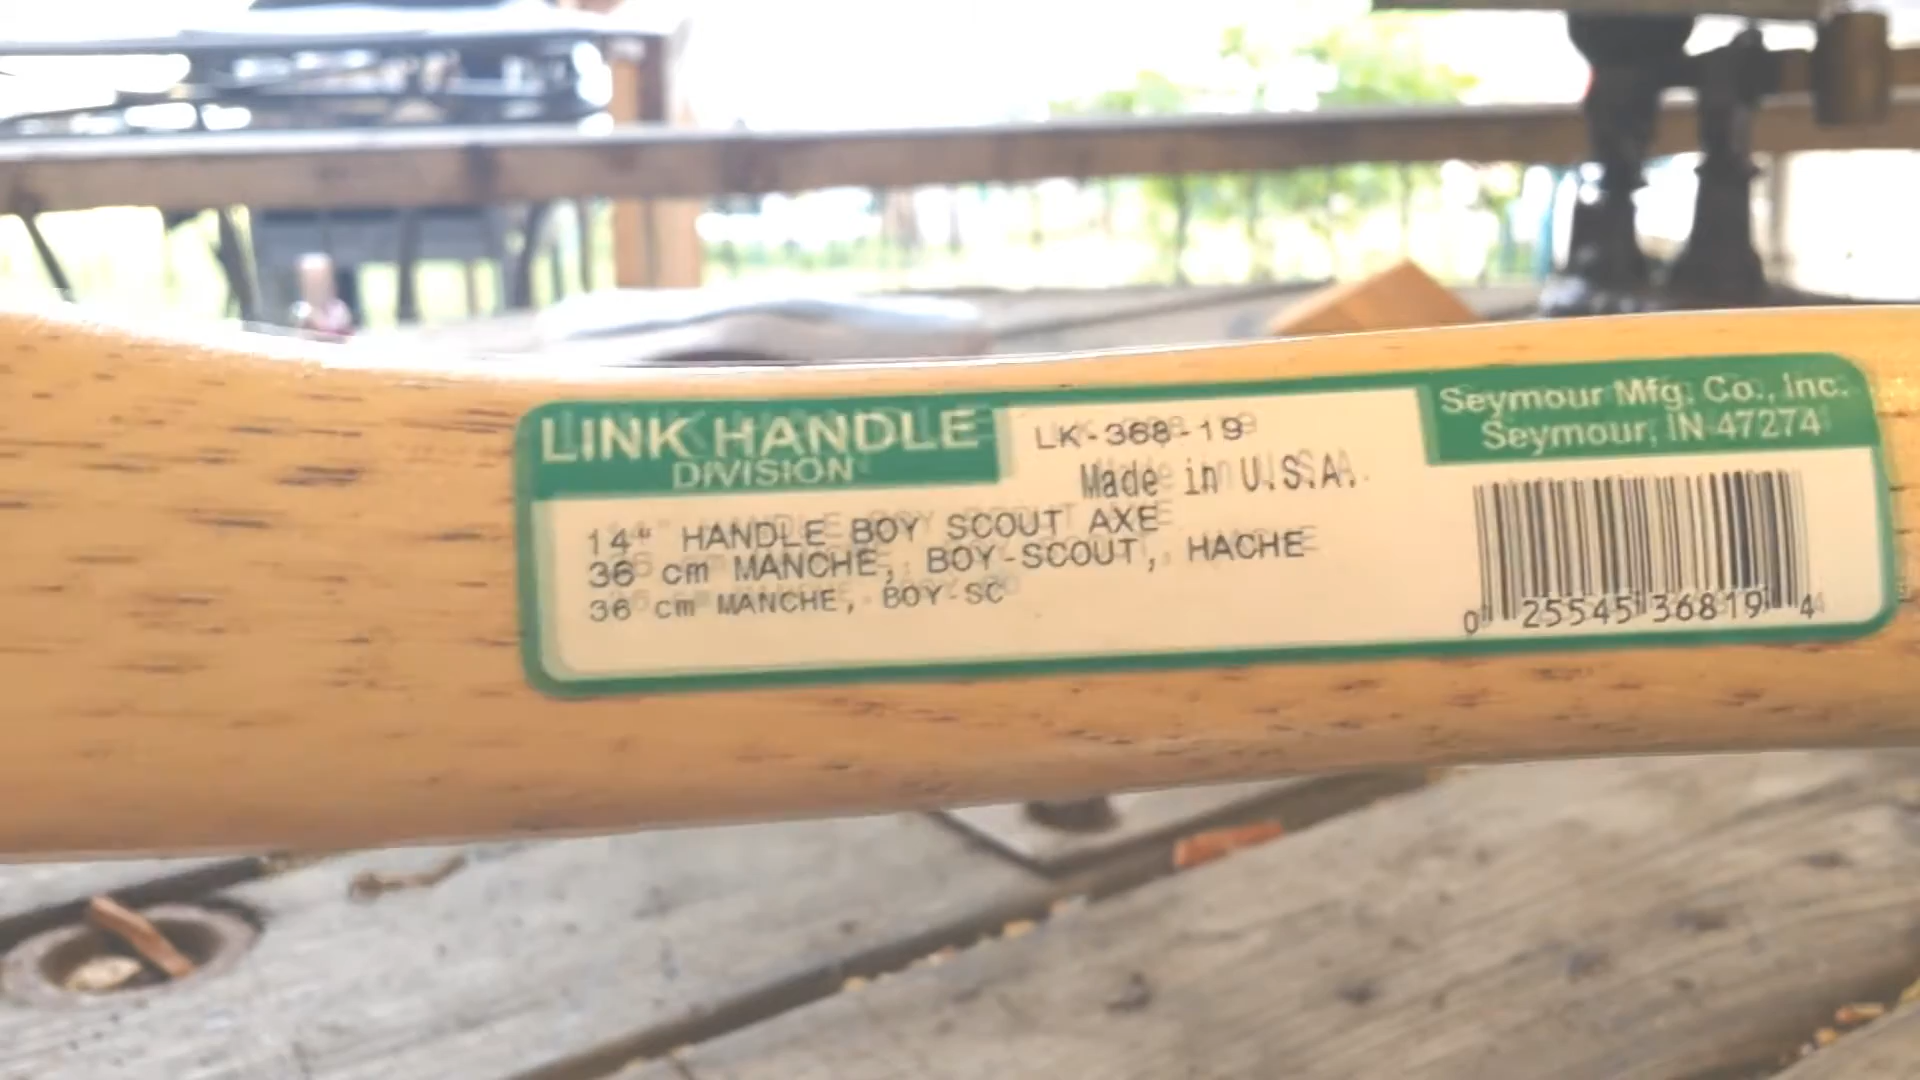 LINK HANDLE
DIVISION
LK-368-19
Made in U.S.A.
Seymour Mfg. Co., Inc.
Seymour, IN 47274
14" HANDLE BOY SCOUT AXE
36 cm MANCHE, BOY-SCOUT, HACHE
36 cm MANCHE, BOY-SC
0 25545 36819 4